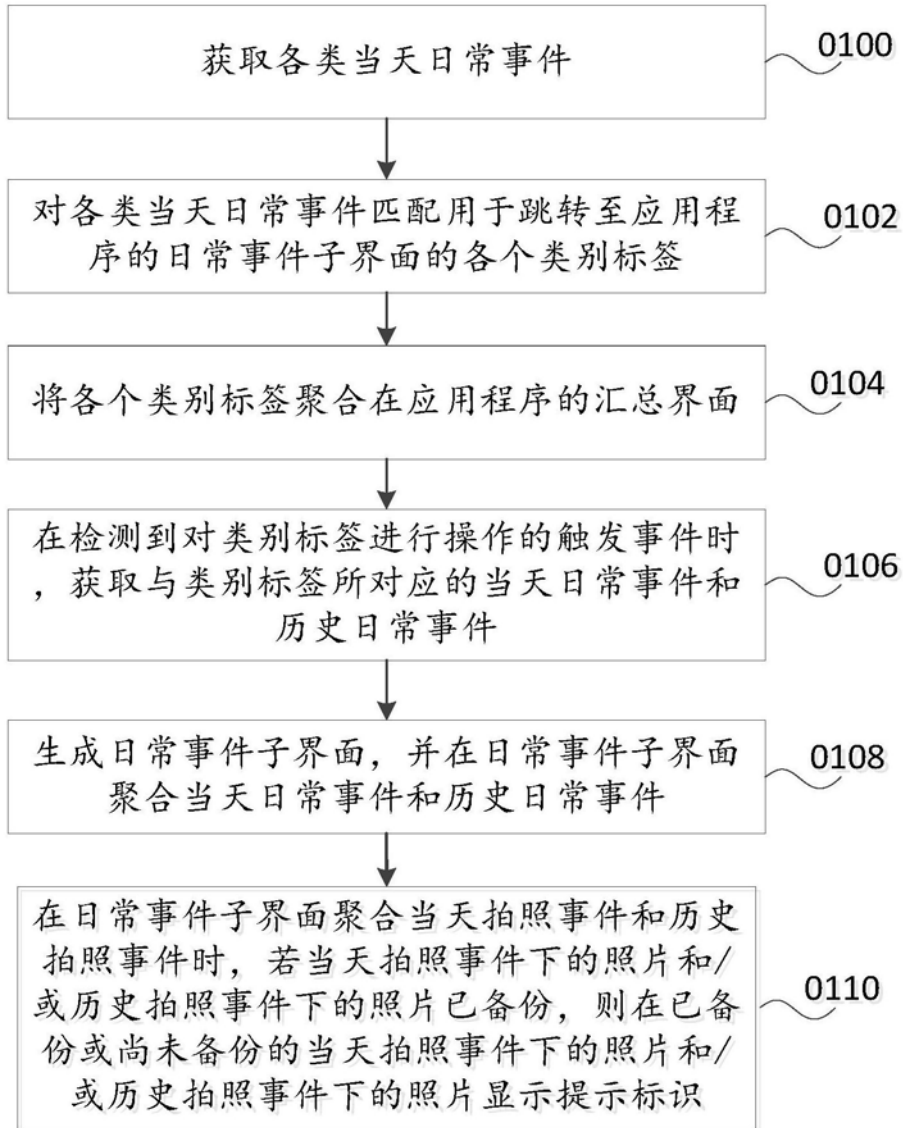 获取各类当天日常事件
0100
对各类当天日常事件匹配用于跳转至应用程
序的日常事件子界面的各个类别标签
0102
将各个类别标签聚合在应用程序的汇总界面
0104
在检测到对类别标签进行操作的触发事件时
，获取与类别标签所对应的当天日常事件和
历史日常事件
0106
生成日常事件子界面，并在日常事件子界面
聚合当天日常事件和历史日常事件
0108
在日常事件子界面聚合当天拍照事件和历史
拍照事件时，若当天拍照事件下的照片和/
或历史拍照事件下的照片已备份，则在已备
份或尚未备份的当天拍照事件下的照片和/
或历史拍照事件下的照片显示提示标识
0110